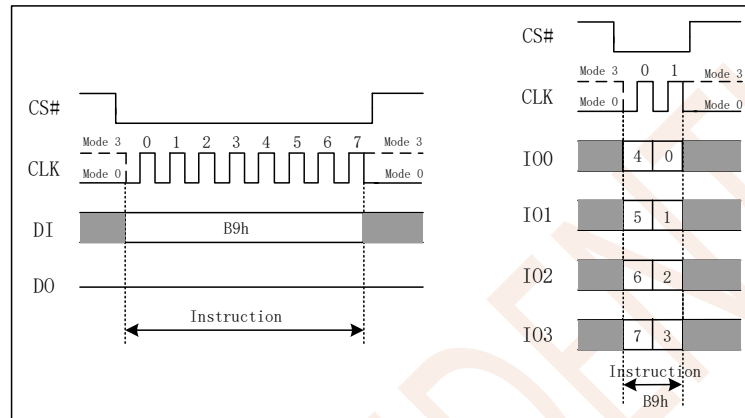 CS#
Mode 3 0 1 2 3 4 5 6 7 Mode 3
CLK
Mode 0 Mode 0
DI B9h
DO
Instruction
CS#
Mode 3 0 1 Mode 3
CLK
Mode 0 Mode 0
IO0 4 0
IO1 5 1
IO2 6 2
IO3 7 3
Instruction
B9h